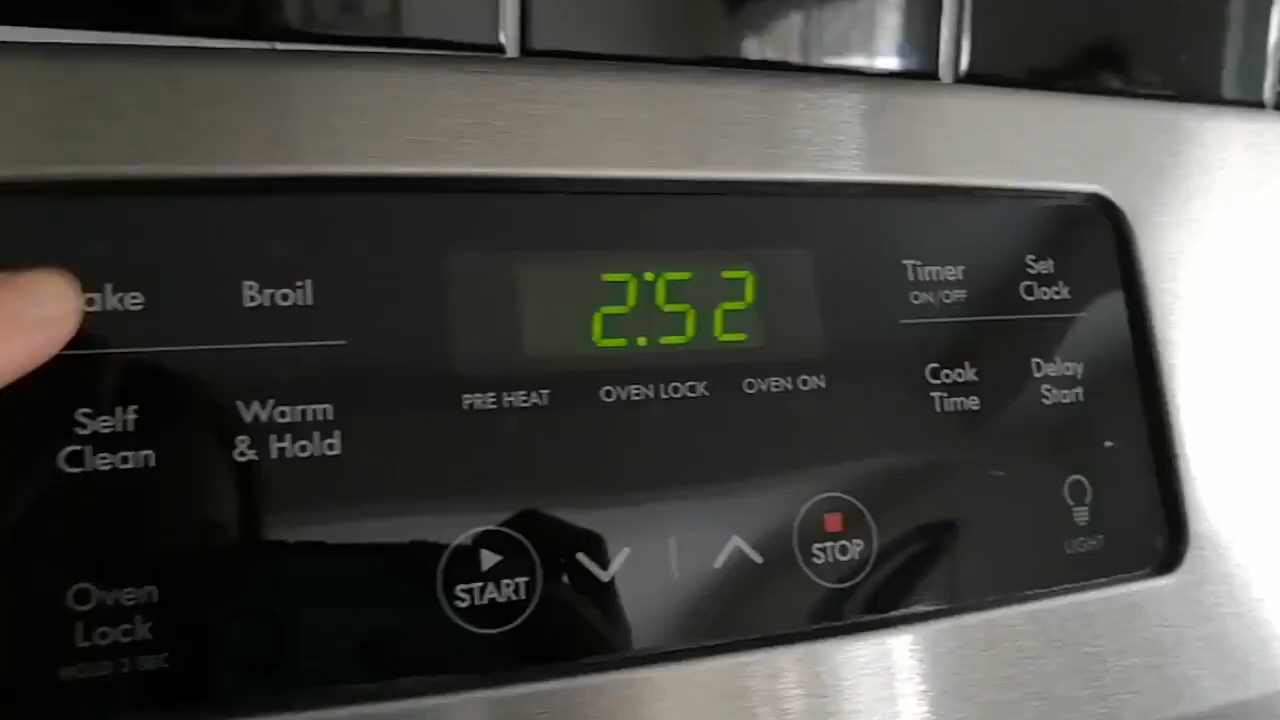 ake
Broil
2:52
Timer
ON/OFF
Set
Clock
PRE HEAT
OVEN LOCK
OVEN ON
Cook
Time
Delay
Start
Self
Clean
Warm
& Hold
START
STOP
LIGHT
Oven
Lock
HOLD 3 SEC